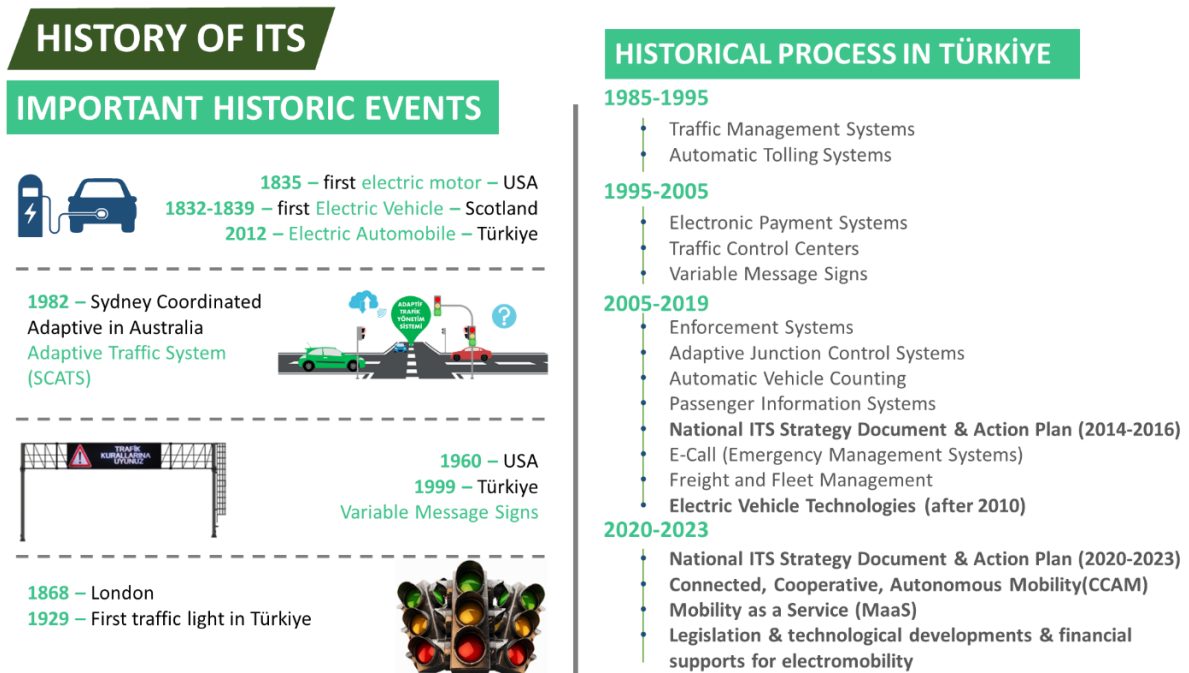 HISTORY OF ITS
IMPORTANT HISTORIC EVENTS
1835 – first electric motor – USA
1832-1839 – first Electric Vehicle – Scotland
2012 – Electric Automobile – Türkiye
1982 – Sydney Coordinated
Adaptive in Australia
Adaptive Traffic System
(SCATS)
ADAPTİF
TRAFİK
YÖNETİM
SİSTEMİ
?
TRAFİK
KURALLARINA
UYUNUZ
1960 – USA
1999 – Türkiye
Variable Message Signs
1868 – London
1929 – First traffic light in Türkiye
HISTORICAL PROCESS IN TÜRKİYE
1985-1995
• Traffic Management Systems
• Automatic Tolling Systems
1995-2005
• Electronic Payment Systems
• Traffic Control Centers
• Variable Message Signs
2005-2019
• Enforcement Systems
• Adaptive Junction Control Systems
• Automatic Vehicle Counting
• Passenger Information Systems
• National ITS Strategy Document & Action Plan (2014-2016)
• E-Call (Emergency Management Systems)
• Freight and Fleet Management
• Electric Vehicle Technologies (after 2010)
2020-2023
• National ITS Strategy Document & Action Plan (2020-2023)
• Connected, Cooperative, Autonomous Mobility(CCAM)
• Mobility as a Service (MaaS)
• Legislation & technological developments & financial
supports for electromobility